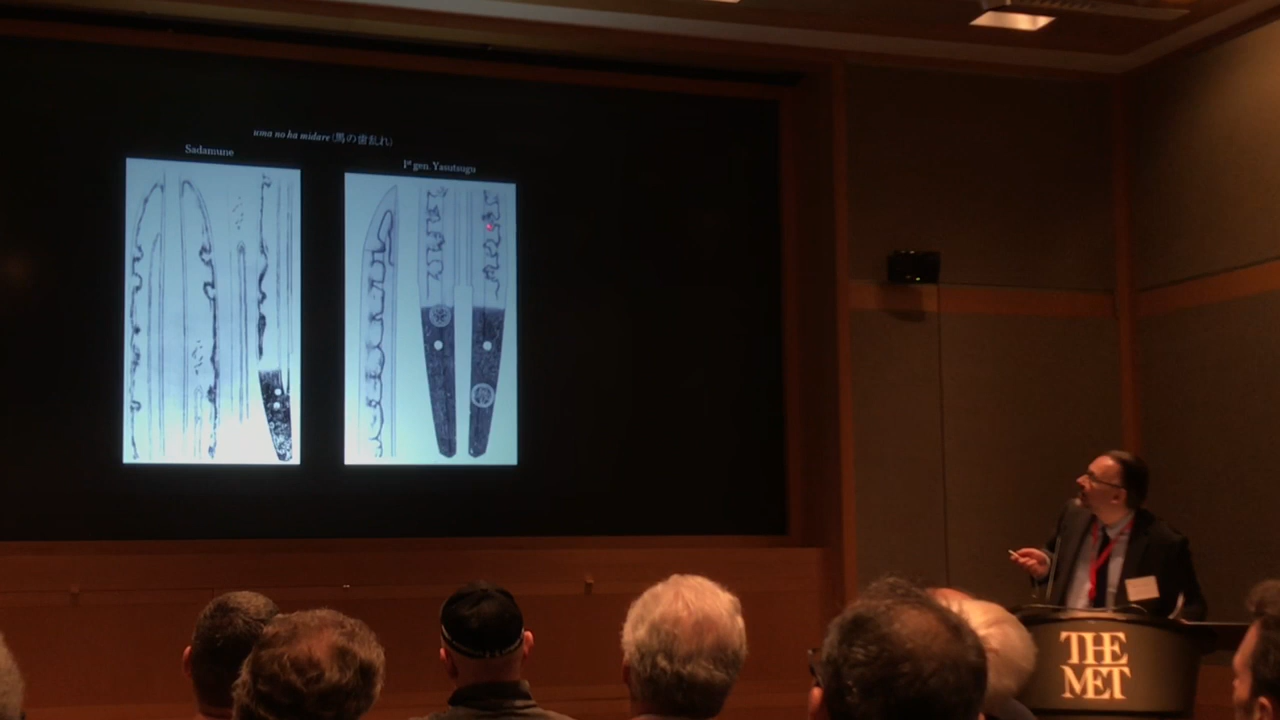 uma no ha midare (馬の歯乱れ)
Sadamune
1st gen. Yasutsugu
THE
MET